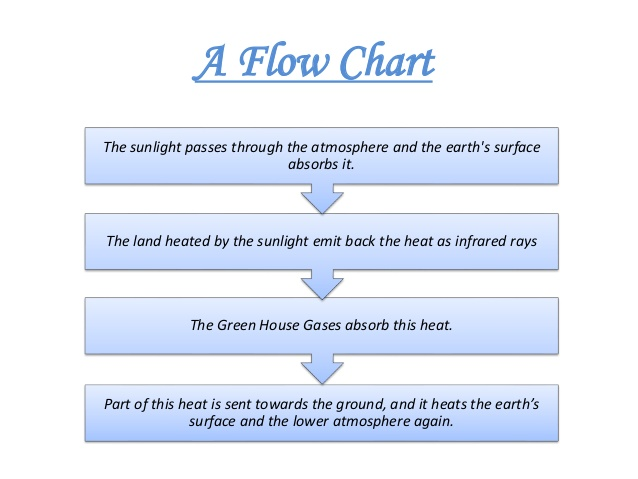 A Flow Chart
The sunlight passes through the atmosphere and the earth's surface
absorbs it.
The land heated by the sunlight emit back the heat as infrared rays
The Green House Gases absorb this heat.
Part of this heat is sent towards the ground, and it heats the earth’s
surface and the lower atmosphere again.